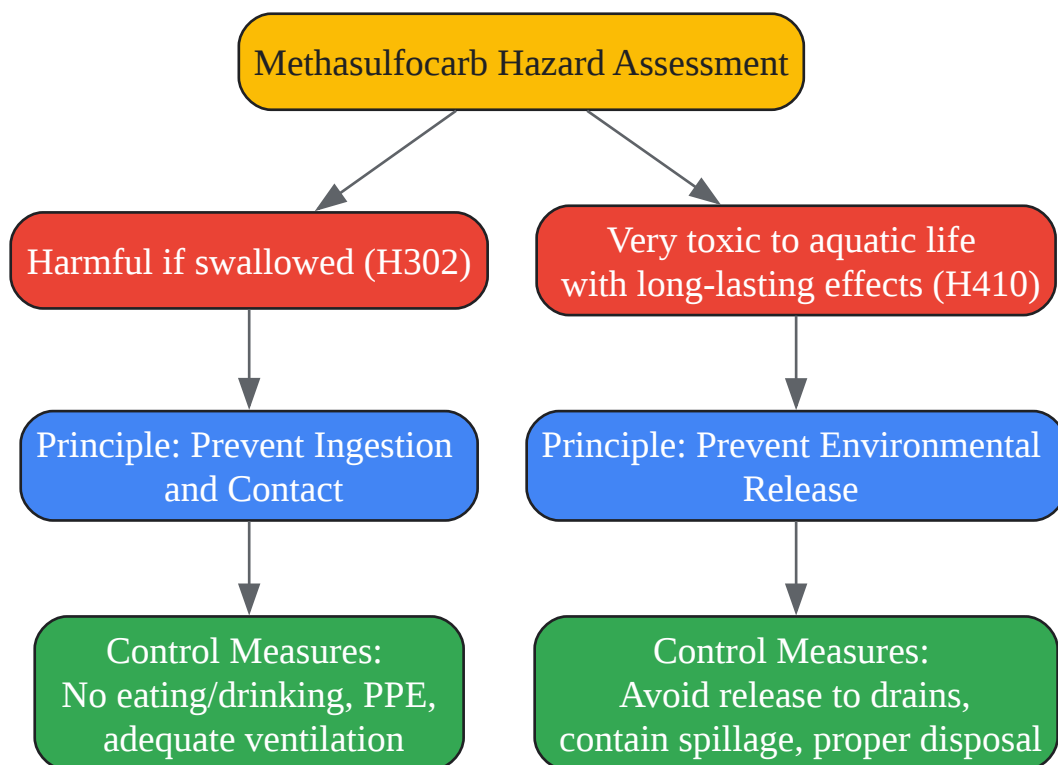 Methasulfocarb Hazard Assessment
Harmful if swallowed (H302)
Very toxic to aquatic life
with long-lasting effects (H410)
Principle: Prevent Ingestion
and Contact
Principle: Prevent Environmental
Release
Control Measures:
No eating/drinking, PPE,
adequate ventilation
Control Measures:
Avoid release to drains,
contain spillage, proper disposal